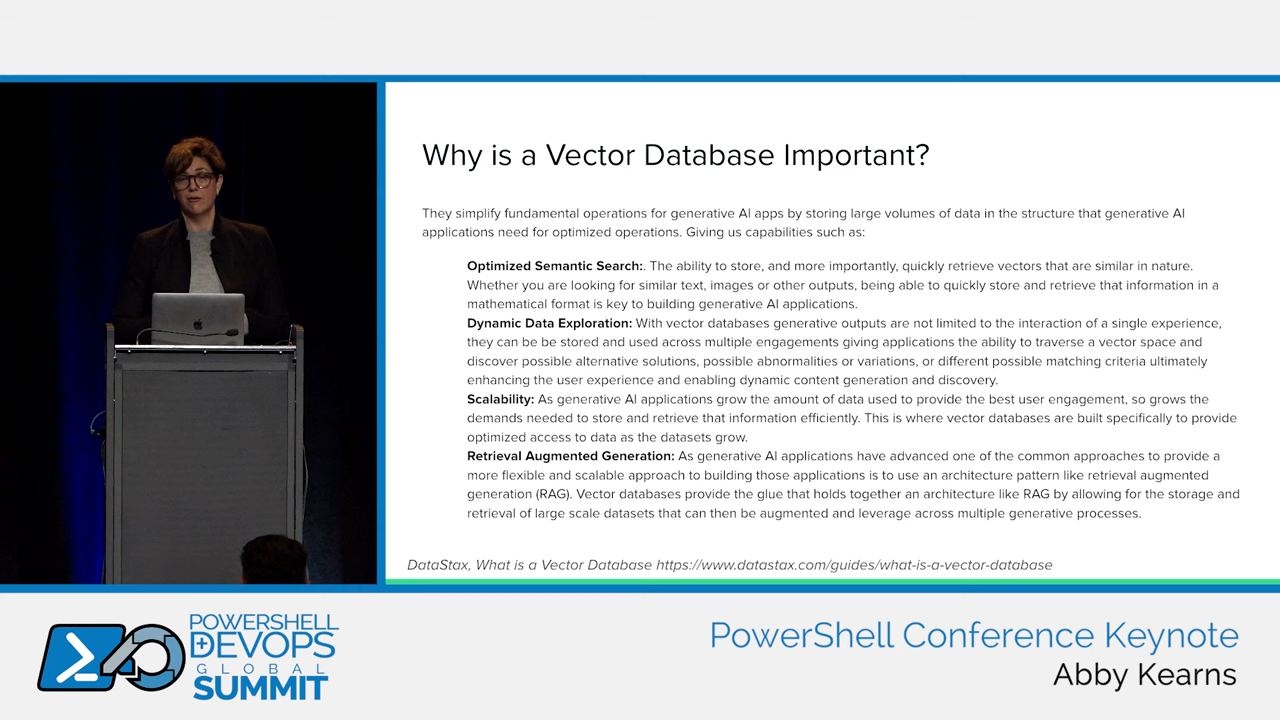 Why is a Vector Database Important?
They simplify fundamental operations for generative AI apps by storing large volumes of data in the structure that generative AI
applications need for optimized operations. Giving us capabilities such as:
Optimized Semantic Search:. The ability to store, and more importantly, quickly retrieve vectors that are similar in nature.
Whether you are looking for similar text, images or other outputs, being able to quickly store and retrieve that information in a
mathematical format is key to building generative AI applications.
Dynamic Data Exploration: With vector databases generative outputs are not limited to the interaction of a single experience,
they can be be stored and used across multiple engagements giving applications the ability to traverse a vector space and
discover possible alternative solutions, possible abnormalities or variations, or different possible matching criteria ultimately
enhancing the user experience and enabling dynamic content generation and discovery.
Scalability: As generative AI applications grow the amount of data used to provide the best user engagement, so grows the
demands needed to store and retrieve that information efficiently. This is where vector databases are built specifically to provide
optimized access to data as the datasets grow.
Retrieval Augmented Generation: As generative AI applications have advanced one of the common approaches to provide a
more flexible and scalable approach to building those applications is to use an architecture pattern like retrieval augmented
generation (RAG). Vector databases provide the glue that holds together an architecture like RAG by allowing for the storage and
retrieval of large scale datasets that can then be augmented and leverage across multiple generative processes.
DataStax, What is a Vector Database https://www.datastax.com/guides/what-is-a-vector-database
POWERSHELL
+DEVOPS
GLOBAL
SUMMIT
PowerShell Conference Keynote
Abby Kearns